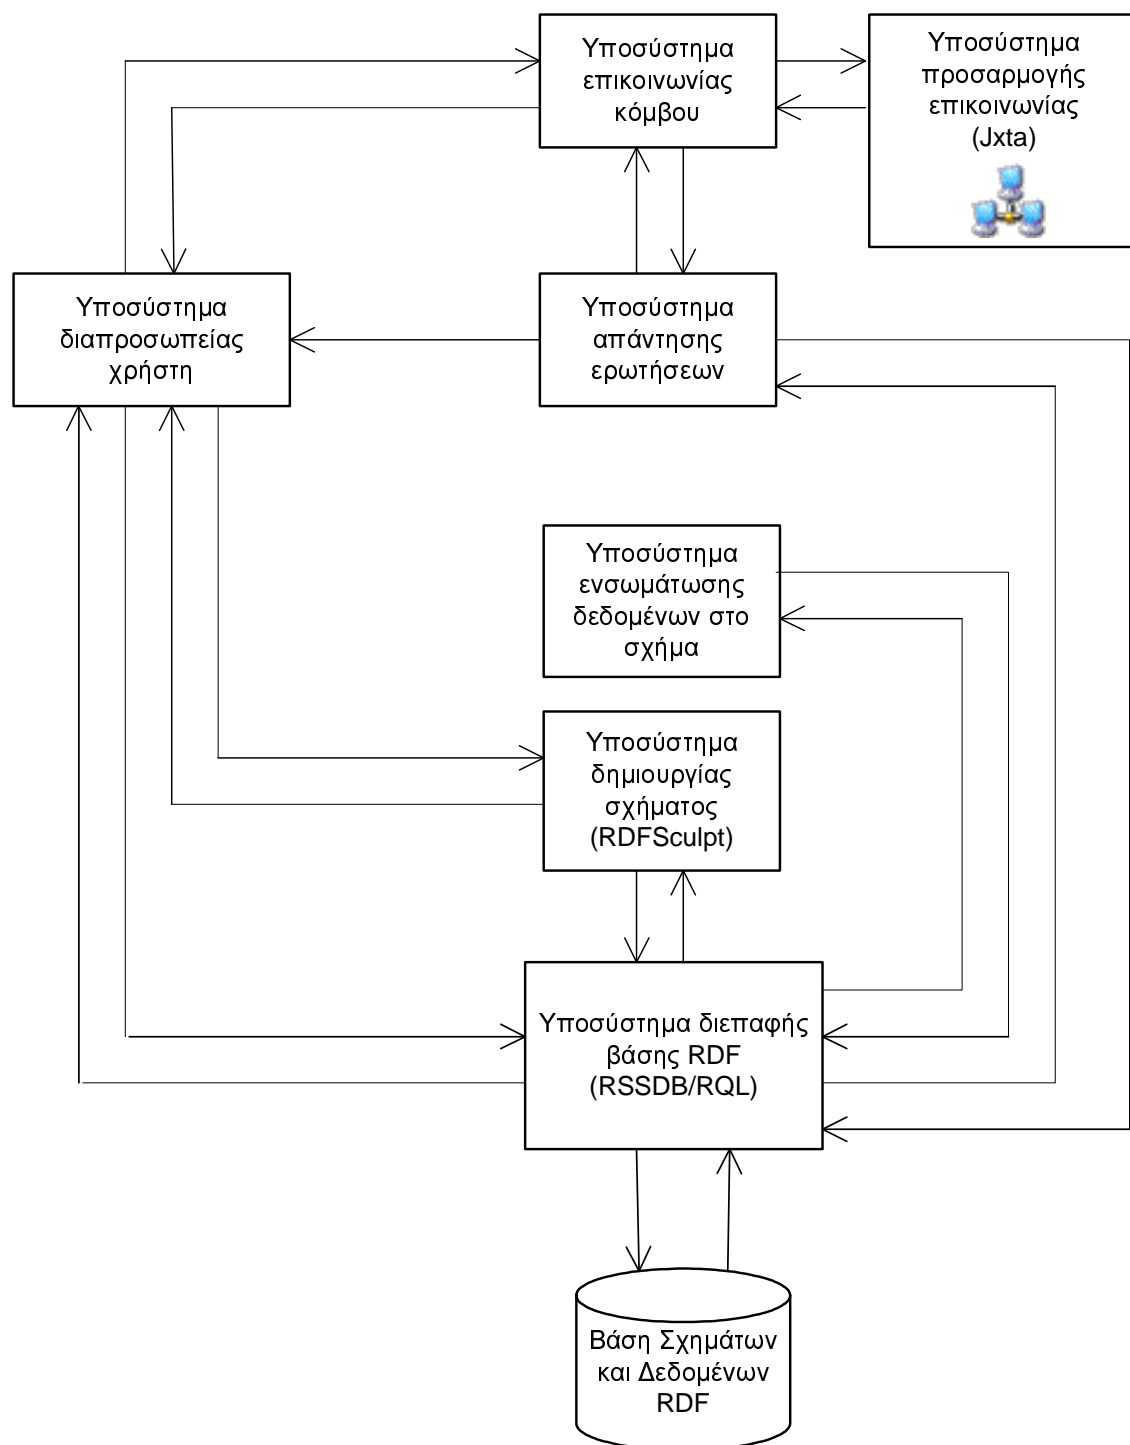 Υποσύστημα
επικοινωνίας
κόμβου
Υποσύστημα
προσαρμογής
επικοινωνίας
(Jxta)
Υποσύστημα
διαπροσωπείας
χρήστη
Υποσύστημα
απάντησης
ερωτήσεων
Υποσύστημα
ενσωμάτωσης
δεδομένων στο
σχήμα
Υποσύστημα
δημιουργίας
σχήματος
(RDFSculpt)
Υποσύστημα διεπαφής
βάσης RDF
(RSSDB/RQL)
Βάση Σχημάτων
και Δεδομένων
RDF